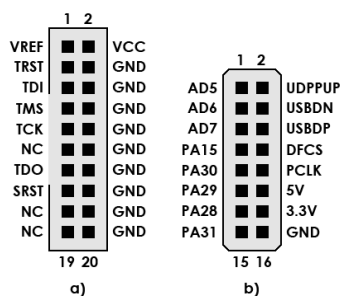 1 2
VREF VCC
TRST GND
TDI GND
TMS GND
TCK GND
NC GND
TDO GND
SRST GND
NC GND
NC GND
19 20
a)
1 2
AD5 UDPPUP
AD6 USBDN
AD7 USBDP
PA15 DFCS
PA30 PCLK
PA29 5V
PA28 3.3V
PA31 GND
15 16
b)